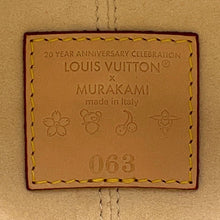 20 YEAR ANNIVERSARY CELEBRATION
LOUIS VUITTON
x
MURAKAMI
made in Italy
063